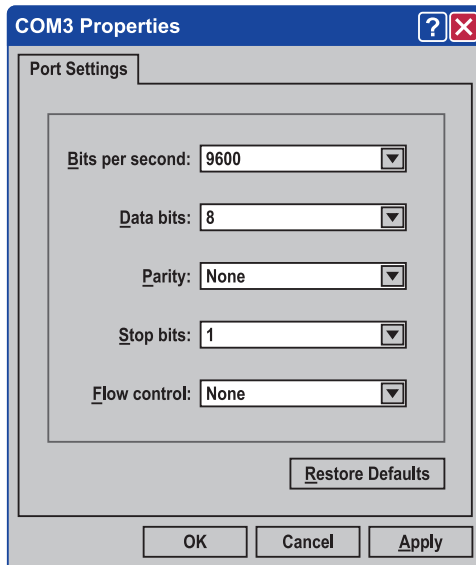 COM3 Properties ?
Port Settings
Bits per second: 9600
Data bits: 8
Parity: None
Stop bits: 1
Flow control: None
Restore Defaults
OK Cancel Apply